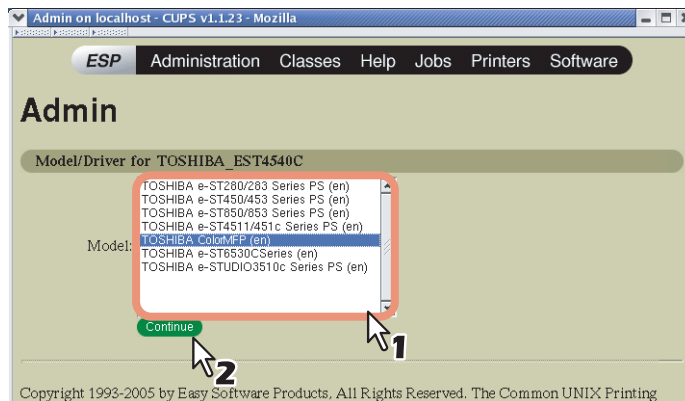 Admin on localhost - CUPS v1.1.23 - Mozilla
ESP Administration Classes Help Jobs Printers Software
Admin
Model/Driver for TOSHIBA_EST4540C
TOSHIBA e-ST280/283 Series PS (en)
TOSHIBA e-ST450/453 Series PS (en)
TOSHIBA e-ST850/853 Series PS (en)
TOSHIBA e-ST4511/451c Series PS (en)
Model: TOSHIBA ColorMFP (en)
TOSHIBA e-ST6530CSeries (en)
TOSHIBA e-STUDIO3510c Series PS (en)
1
Continue
2
Copyright 1993-2005 by Easy Software Products, All Rights Reserved. The Common UNIX Printing